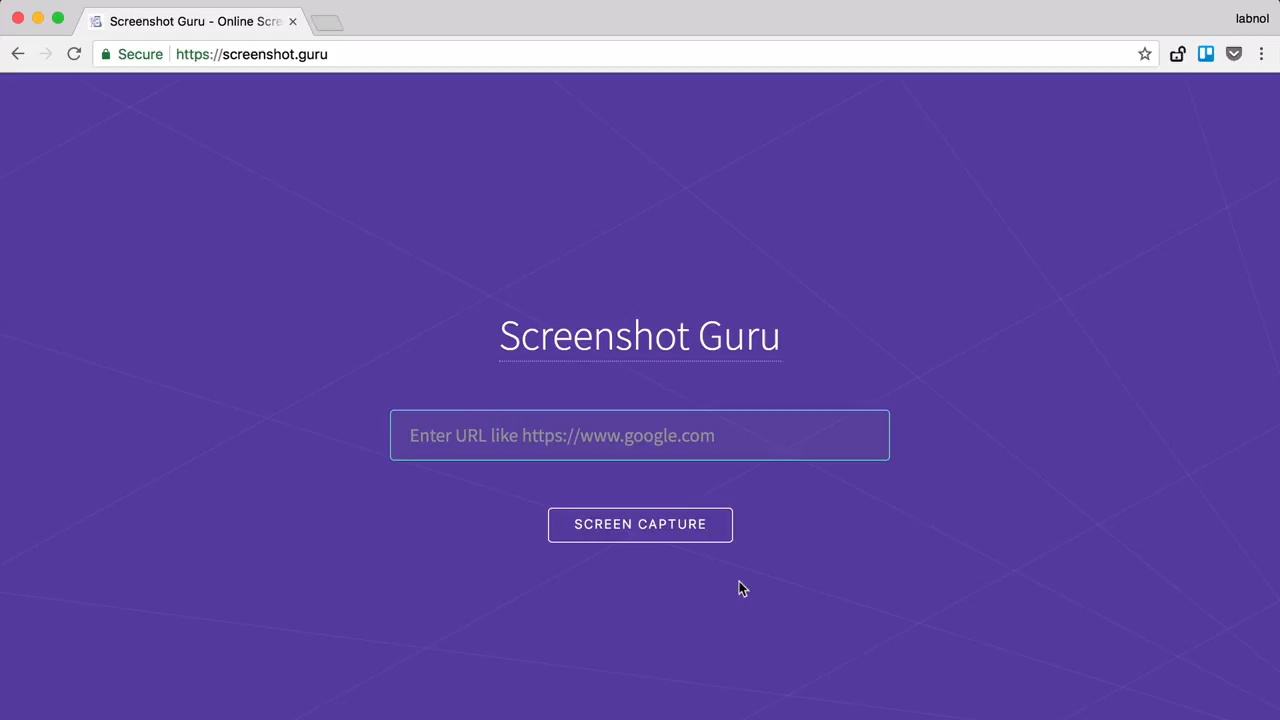 Screenshot Guru - Online Scre
labnol
Secure
https://screenshot.guru
Screenshot Guru
Enter URL like https://www.google.com
SCREEN CAPTURE